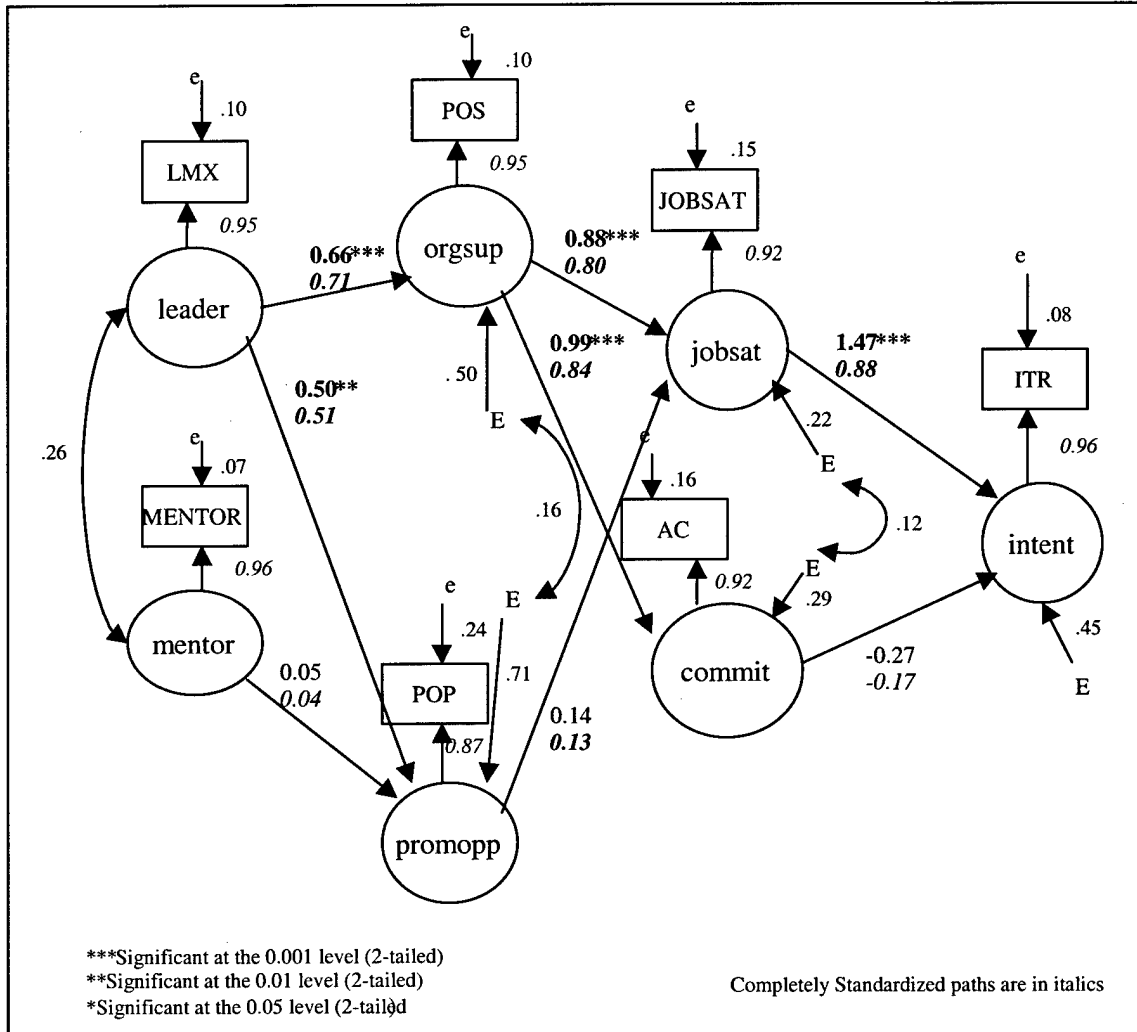 e
.10
POS
0.95
orgsup
e
.10
LMX
0.95
leader
0.66***
0.71
e
.15
JOBSAT
0.92
jobsat
0.88***
0.80
0.99***
0.84
.50
E
0.50**
0.51
.26
e
.07
MENTOR
0.96
mentor
0.05
0.04
e
.24
POP
0.87
promopp
E
.71
.16
0.14
0.13
e
.16
AC
0.92
commit
.22
E
.12
E
.29
1.47***
0.88
e
.08
ITR
0.96
intent
.45
E
-0.27
-0.17
***Significant at the 0.001 level (2-tailed)
**Significant at the 0.01 level (2-tailed)
*Significant at the 0.05 level (2-tailed
Completely Standardized paths are in italics